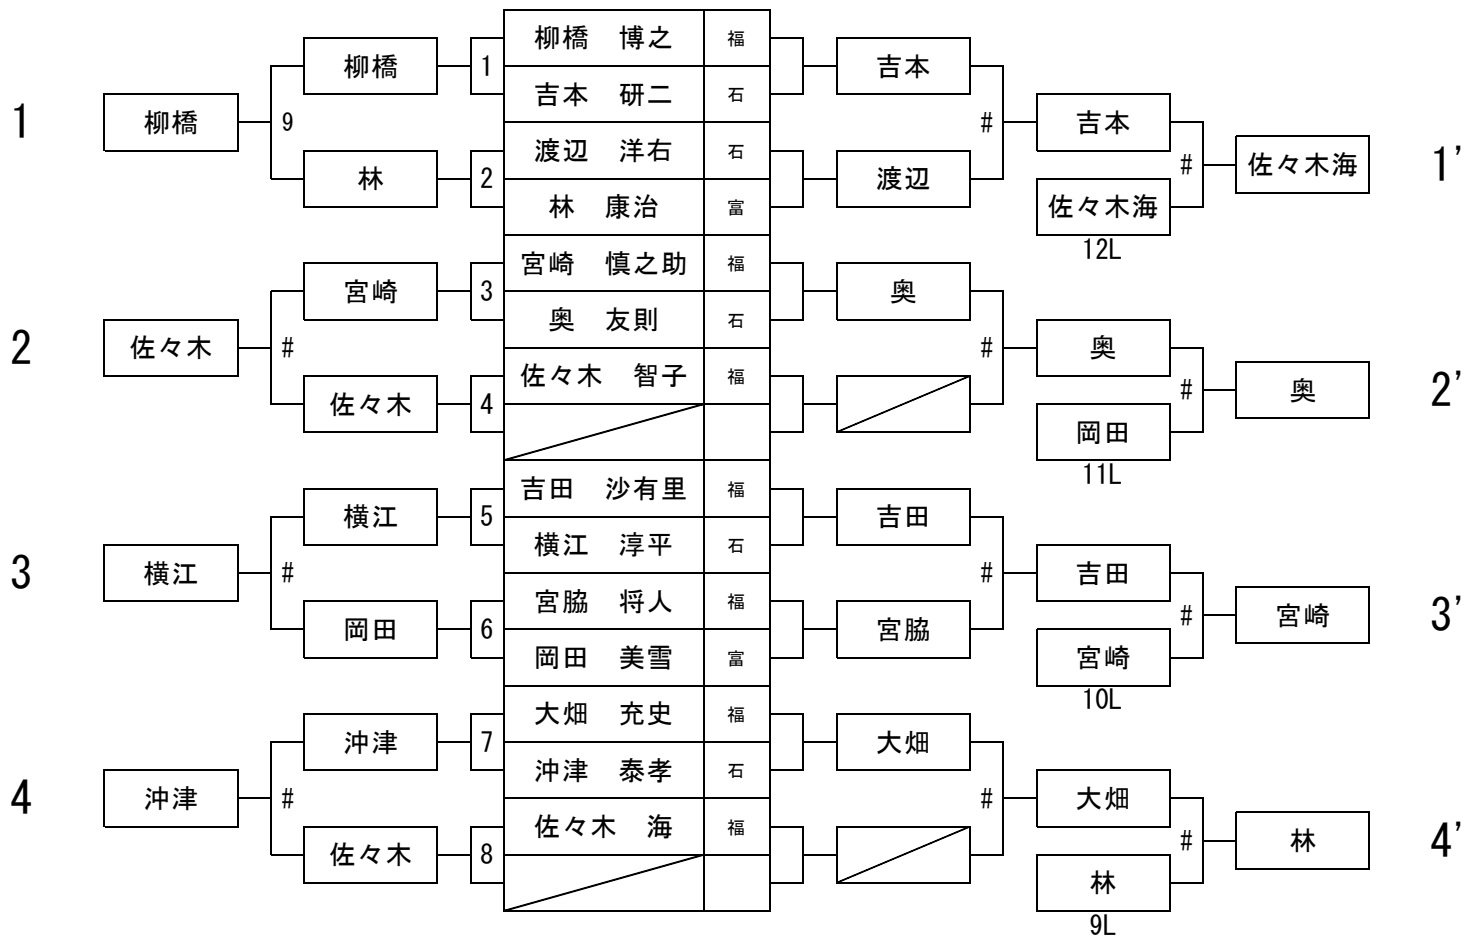 柳橋　博之 福
柳橋 1 吉本
吉本　研二 石
1 柳橋 9 # 吉本
渡辺　洋右 石
# 佐々木海 1'
林 2 渡辺
林　康治 富
佐々木海
12L
宮崎　慎之助 福
宮崎 3 奥
奥　友則 石
2 佐々木 # # 奥
佐々木　智子 福
# 奥 2'
佐々木 4
岡田
11L
吉田　沙有里 福
横江 5 吉田
横江　淳平 石
3 横江 # # 吉田
宮脇　将人 福
# 宮崎 3'
岡田 6 宮脇
岡田　美雪 富
宮崎
10L
大畑　充史 福
沖津 7 大畑
沖津　泰孝 石
4 沖津 # # 大畑
佐々木　海 福
# 林 4'
佐々木 8
林
9L